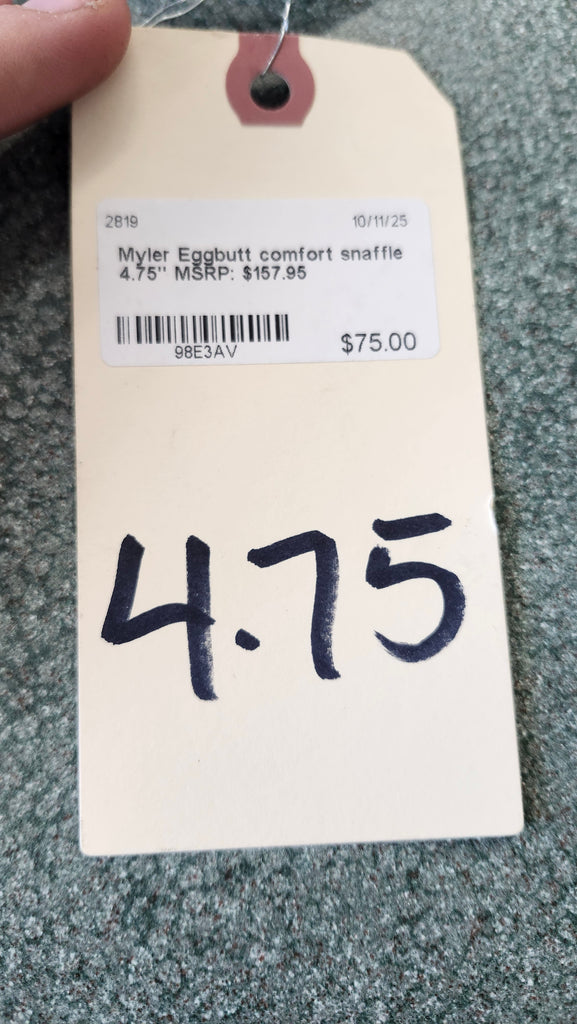 2819 10/11/25
Myler Eggbutt comfort snaffle
4.75" MSRP: $157.95
98E3AV $75.00
4.75